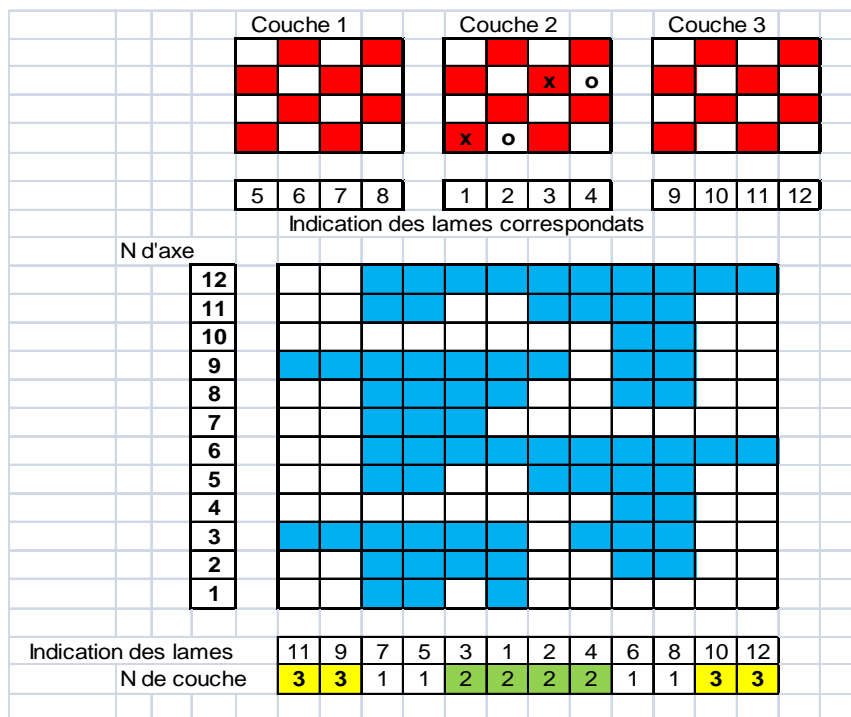 Couche 1 Couche 2 Couche 3
x o
x o
5 6 7 8 1 2 3 4 9 10 11 12
Indication des lames correspondats
N d'axe
12
11
10
9
8
7
6
5
4
3
2
1
Indication des lames 11 9 7 5 3 1 2 4 6 8 10 12
N de couche 3 3 1 1 2 2 2 2 1 1 3 3